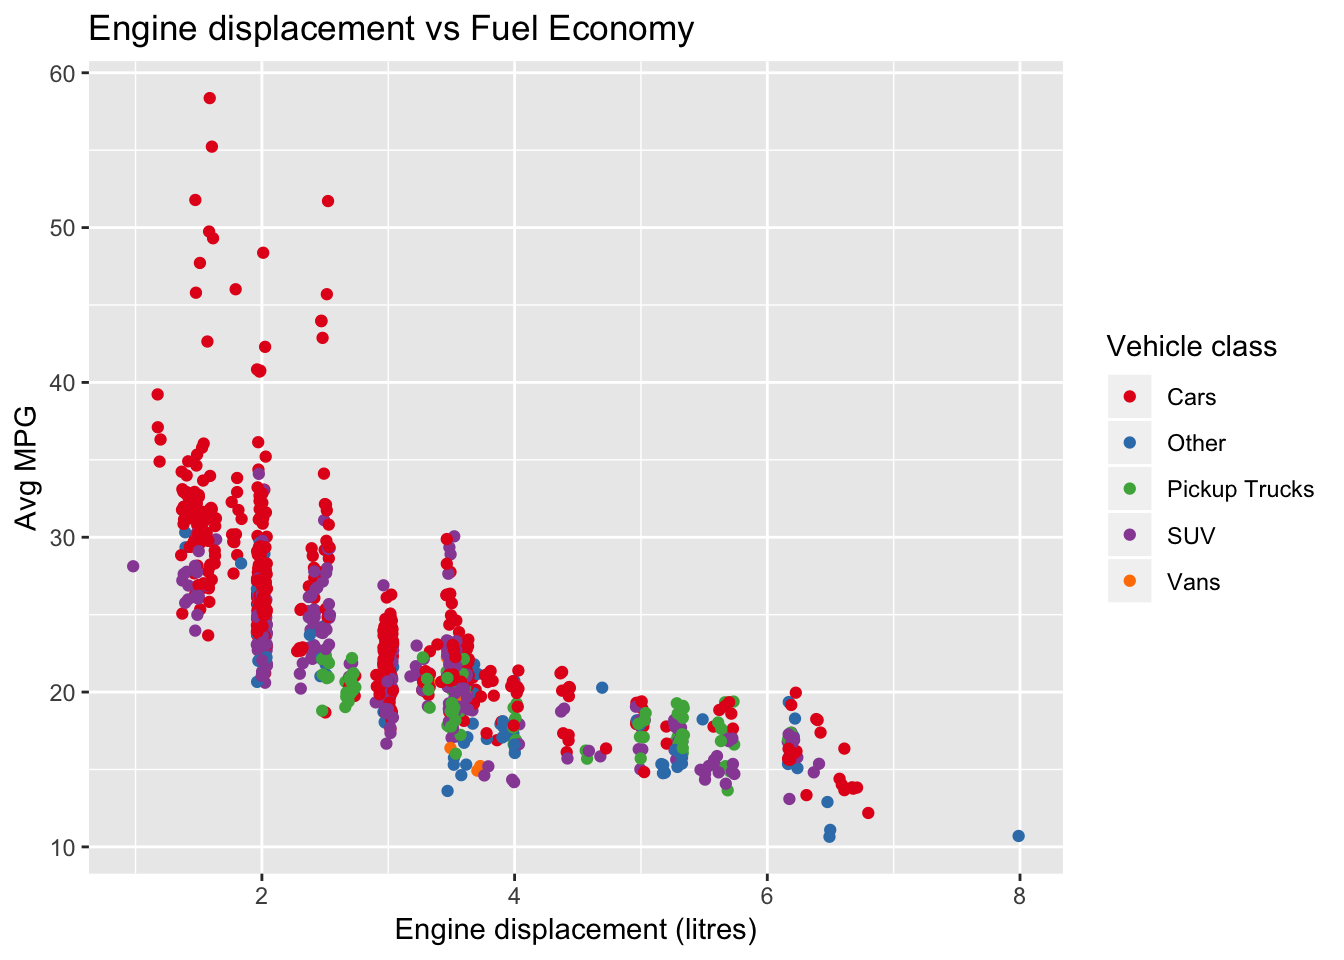 Engine displacement vs Fuel Economy
60
50
40
30
20
10
Avg MPG
2
4
6
8
Engine displacement (litres)
Vehicle class
Cars
Other
Pickup Trucks
SUV
Vans